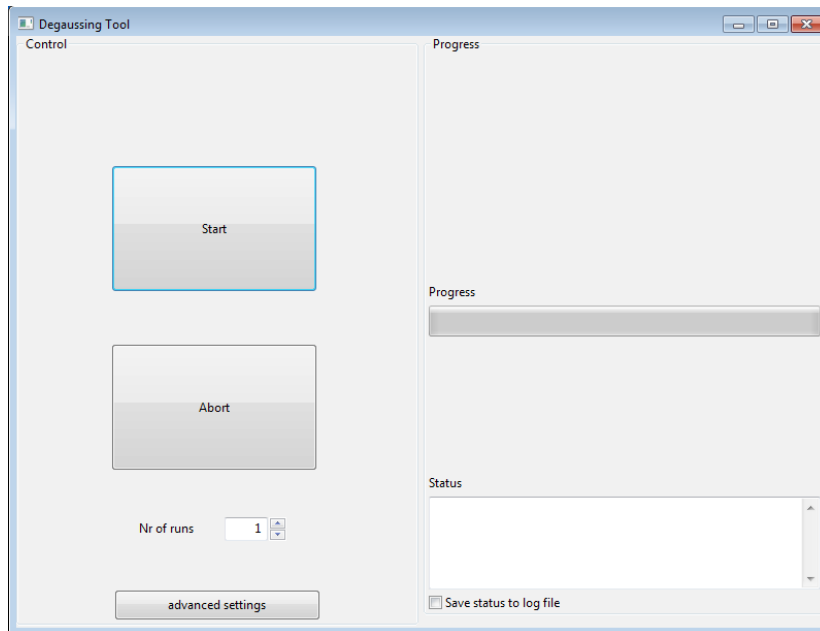 Degaussing Tool
Control
Start
Abort
Nr of runs 1
advanced settings
Progress
Progress
Status
Save status to log file